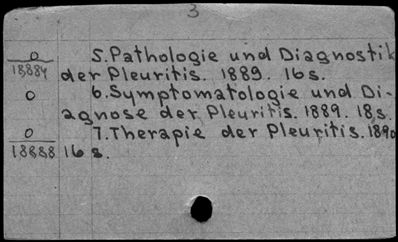 3
0 5. Pathologie und Diagnostik
18884 der Pleuritis. 1889. 16 s.
0 6. Symptomatologie und Di-
agnose der Pleuritis. 1889. 18 s.
0 7. Therapie der Pleuritis. 1890
18888 16 s.